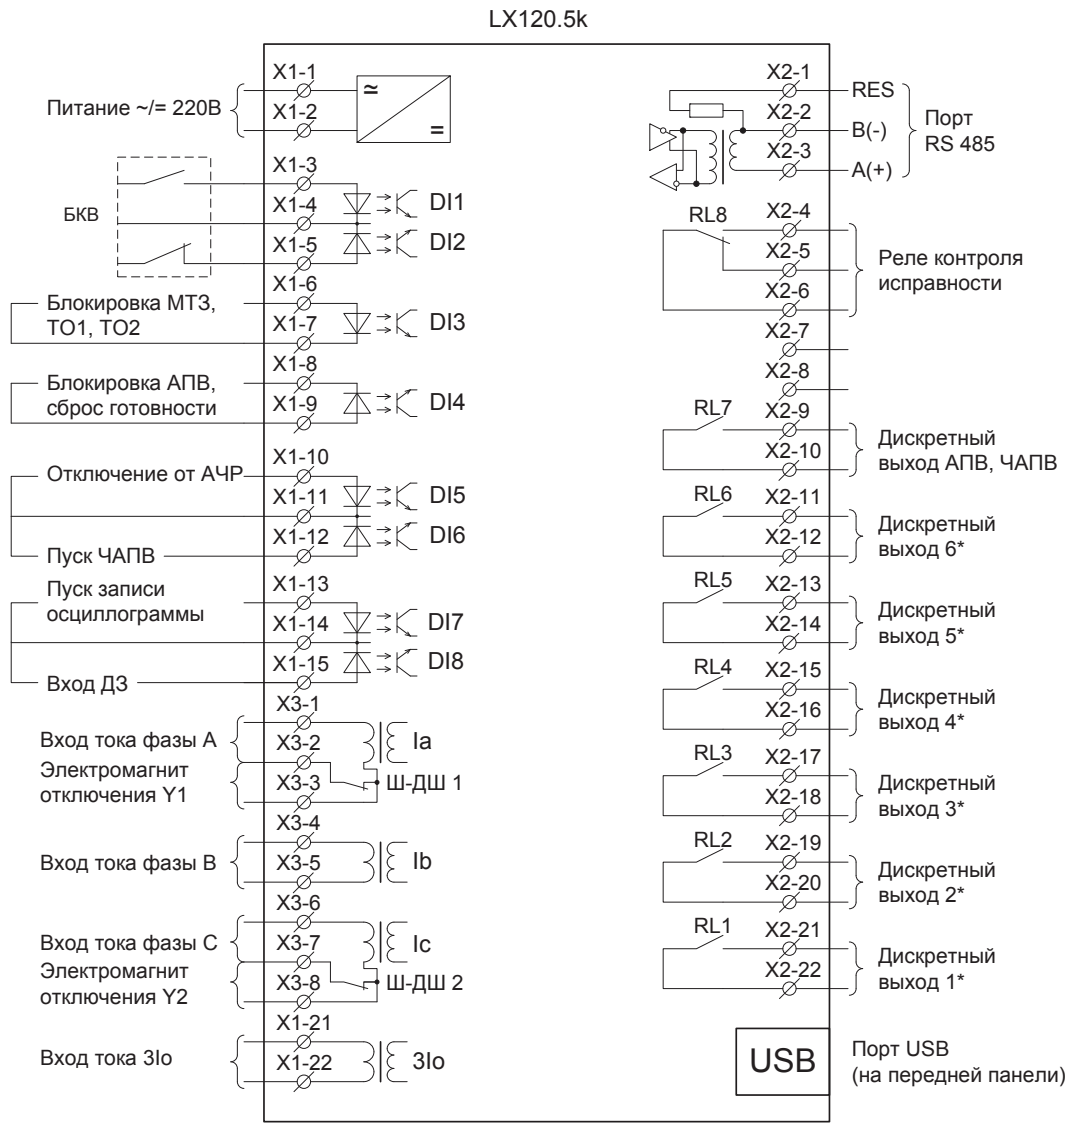 LX120.5k
X1-1
Питание ~/= 220В
X1-2
≃
=
X1-3
БКВ
X1-4
DI1
X1-5
DI2
X1-6
Блокировка МТЗ,
ТО1, ТО2
X1-7
DI3
X1-8
Блокировка АПВ,
сброс готовности
X1-9
DI4
X1-10
Отключение от АЧР
X1-11
DI5
X1-12
DI6
Пуск ЧАПВ
X1-13
Пуск записи
осциллограммы
X1-14
DI7
X1-15
DI8
Вход ДЗ
X3-1
Вход тока фазы А
X3-2
Ia
Электромагнит
отключения Y1
X3-3
Ш-ДШ 1
X3-4
Вход тока фазы В
X3-5
Ib
X3-6
Вход тока фазы С
X3-7
Ic
Электромагнит
отключения Y2
X3-8
Ш-ДШ 2
X1-21
Вход тока 3Io
X1-22
3Io
X2-1
RES
X2-2
B(-)
X2-3
A(+)
Порт
RS 485
RL8
X2-4
X2-5
X2-6
Реле контроля
исправности
X2-7
X2-8
RL7
X2-9
X2-10
Дискретный
выход АПВ, ЧАПВ
RL6
X2-11
X2-12
Дискретный
выход 6*
RL5
X2-13
X2-14
Дискретный
выход 5*
RL4
X2-15
X2-16
Дискретный
выход 4*
RL3
X2-17
X2-18
Дискретный
выход 3*
RL2
X2-19
X2-20
Дискретный
выход 2*
RL1
X2-21
X2-22
Дискретный
выход 1*
USB
Порт USB
(на передней панели)